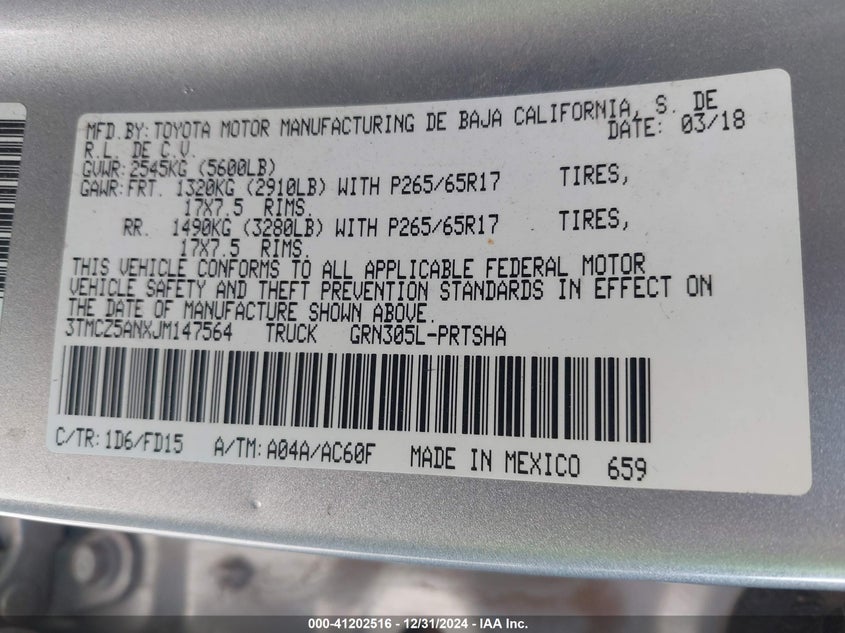 MFD.BY:TOYOTA MOTOR MANUFACTURING DE BAJA CALIFORNIA, S. DE
R.L. DE C.V. DATE: 03/18
GVWR:2545KG (5600LB)
GAWR:FRT. 1320KG (2910LB) WITH P265/65R17 TIRES,
17X7.5 RIMS.
RR. 1490KG (3280LB) WITH P265/65R17 TIRES,
17X7.5 RIMS.
THIS VEHICLE CONFORMS TO ALL APPLICABLE FEDERAL MOTOR
VEHICLE SAFETY AND THEFT PREVENTION STANDARDS IN EFFECT ON
THE DATE OF MANUFACTURE SHOWN ABOVE.
3TMCZ5ANXJM147564 TRUCK GRN305L-PRTSHA
C/TR:1D6/FD15 A/TM:A04A/AC60F MADE IN MEXICO 659
000-41202516 - 12/31/2024 - IAA Inc.